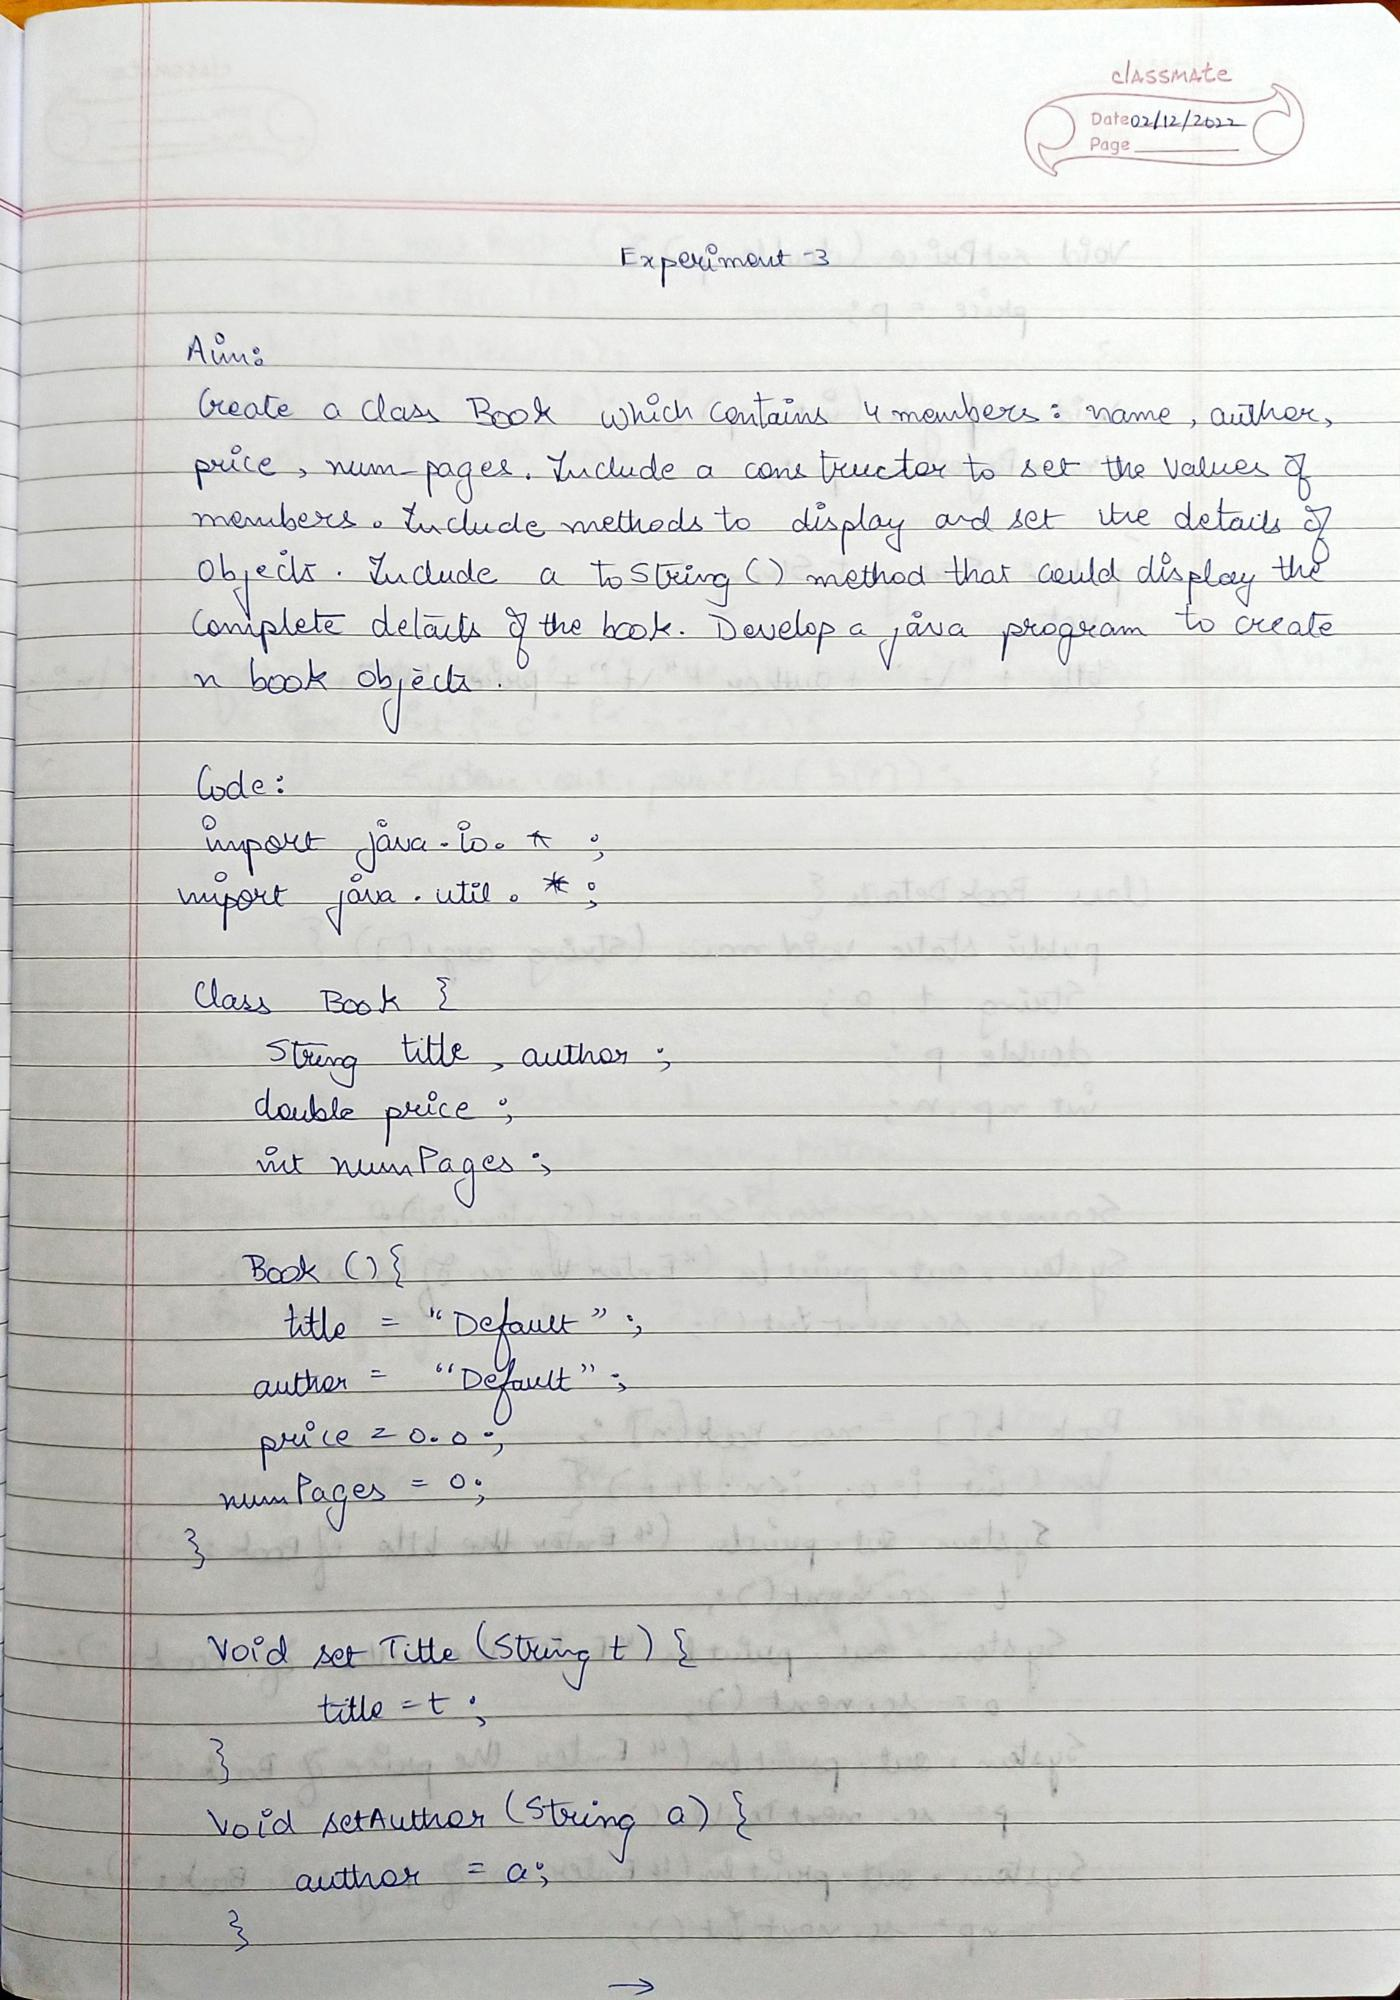 classmate
Date 02/12/2022
Page
Experiment -3
Aim:
Create a class Book which contains 4 members: name, author,
price, num-pages. Include a constructor to set the values of
members. Include methods to display and set the details of
objects. Include a toString() method that could display the
complete details of the book. Develop a java program to create
n book objects.
Code:
import java.io.*;
import java.util.*;
Class Book {
String title, author;
double price;
int numPages;
Book () {
title = "Default";
author = "Default";
price = 0.0;
numPages = 0;
}
Void set Title (String t) {
title = t;
}
Void setAuthor (String a) {
author = a;
}
→